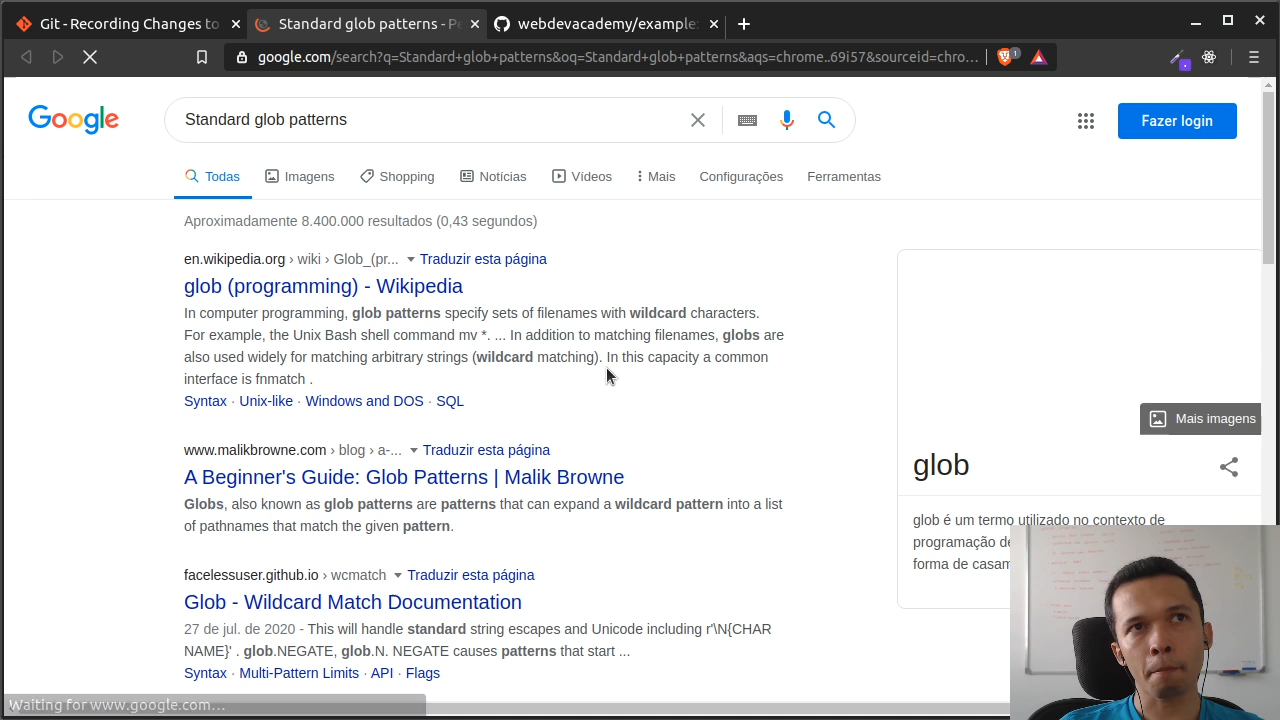 Git - Recording Changes to
Standard glob patterns - Pe
webdevacademy/example
google.com/search?q=Standard+glob+patterns&oq=Standard+glob+patterns&aqs=chrome..69i57&sourceid=chro...
1
Google
Standard glob patterns
Fazer login
Todas
Imagens
Shopping
Notícias
Vídeos
Mais
Configurações
Ferramentas
Aproximadamente 8.400.000 resultados (0,43 segundos)
en.wikipedia.org › wiki › Glob_(pr... Traduzir esta página
glob (programming) - Wikipedia
In computer programming, glob patterns specify sets of filenames with wildcard characters.
For example, the Unix Bash shell command mv *. ... In addition to matching filenames, globs are
also used widely for matching arbitrary strings (wildcard matching). In this capacity a common
interface is fnmatch .
Syntax · Unix-like · Windows and DOS · SQL
www.malikbrowne.com › blog › a-... Traduzir esta página
A Beginner's Guide: Glob Patterns | Malik Browne
Globs, also known as glob patterns are patterns that can expand a wildcard pattern into a list
of pathnames that match the given pattern.
facelessuser.github.io › wcmatch Traduzir esta página
Glob - Wildcard Match Documentation
27 de jul. de 2020 - This will handle standard string escapes and Unicode including r'\N{CHAR
NAME}' . glob.NEGATE, glob.N. NEGATE causes patterns that start ...
Syntax · Multi-Pattern Limits · API · Flags
Mais imagens
glob
glob é um termo utilizado no contexto de
programação de
forma de casam
Waiting for www.google.com...